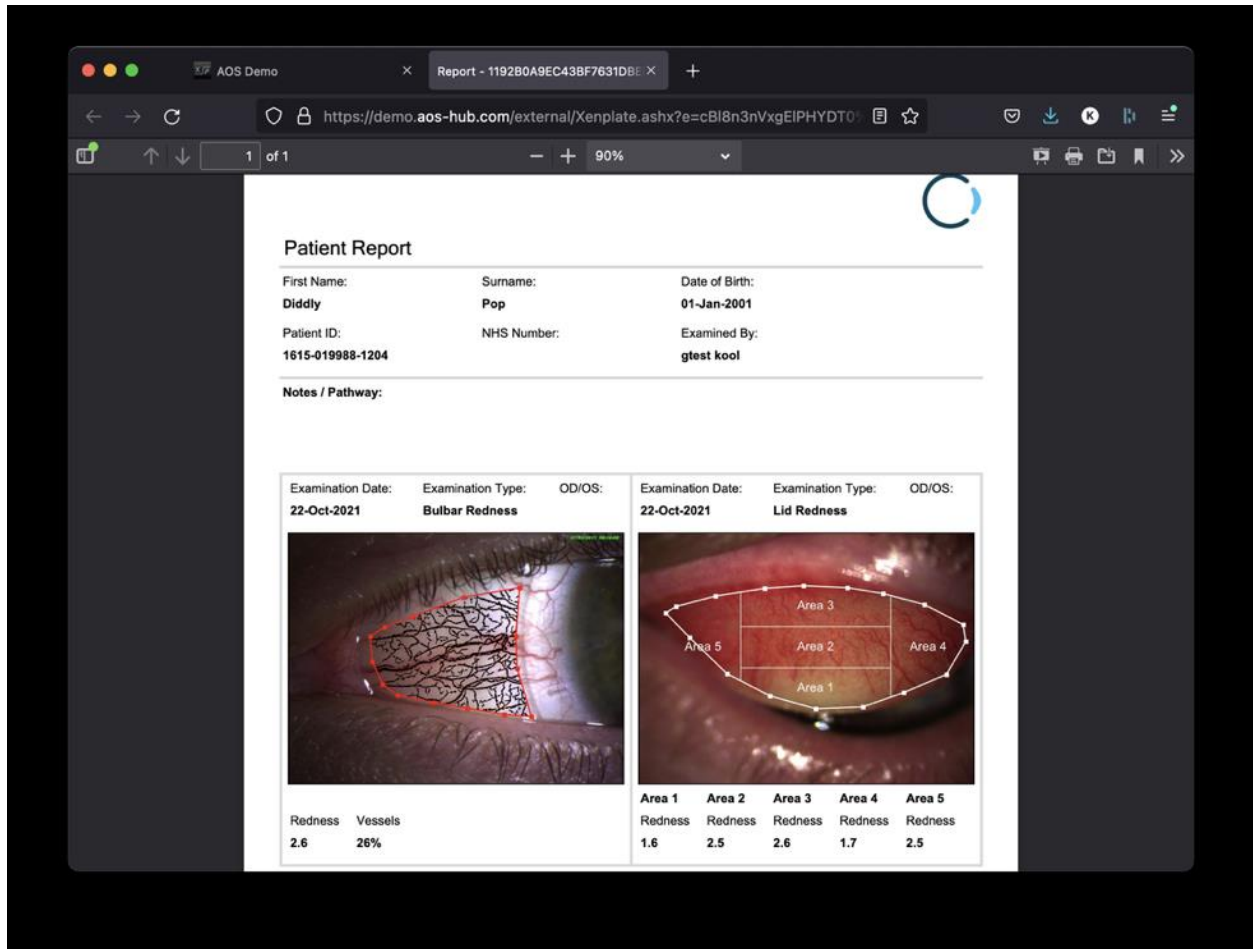 AOS Demo
Report - 1192B0A9EC43BF7631DBE
https://demo.aos-hub.com/external/Xenplate.ashx?e=cBl8n3nVxgElPHYDT0%
1 of 1
90%
Patient Report
First Name: Surname: Date of Birth:
Diddly Pop 01-Jan-2001
Patient ID: NHS Number: Examined By:
1615-019988-1204 gtest kool
Notes / Pathway:
Examination Date: Examination Type: OD/OS:
22-Oct-2021 Bulbar Redness
Redness Vessels
2.6 26%
Examination Date: Examination Type: OD/OS:
22-Oct-2021 Lid Redness
Area 3
Area 5 Area 2 Area 4
Area 1
Area 1 Area 2 Area 3 Area 4 Area 5
Redness Redness Redness Redness Redness
1.6 2.5 2.6 1.7 2.5